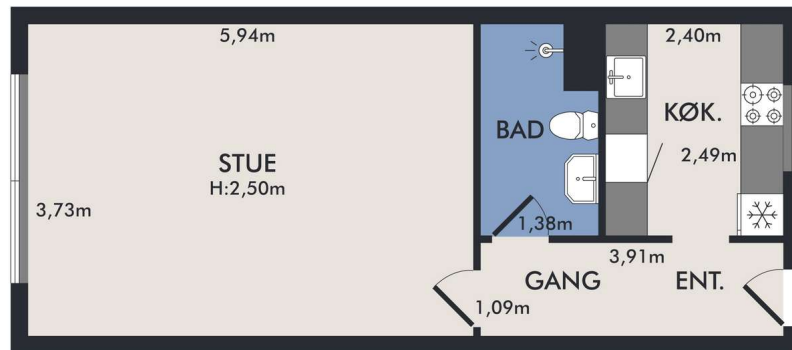 5,94m
STUE
H:2,50m
3,73m
BAD
1,38m
2,40m
KØK.
2,49m
3,91m
GANG
ENT.
1,09m